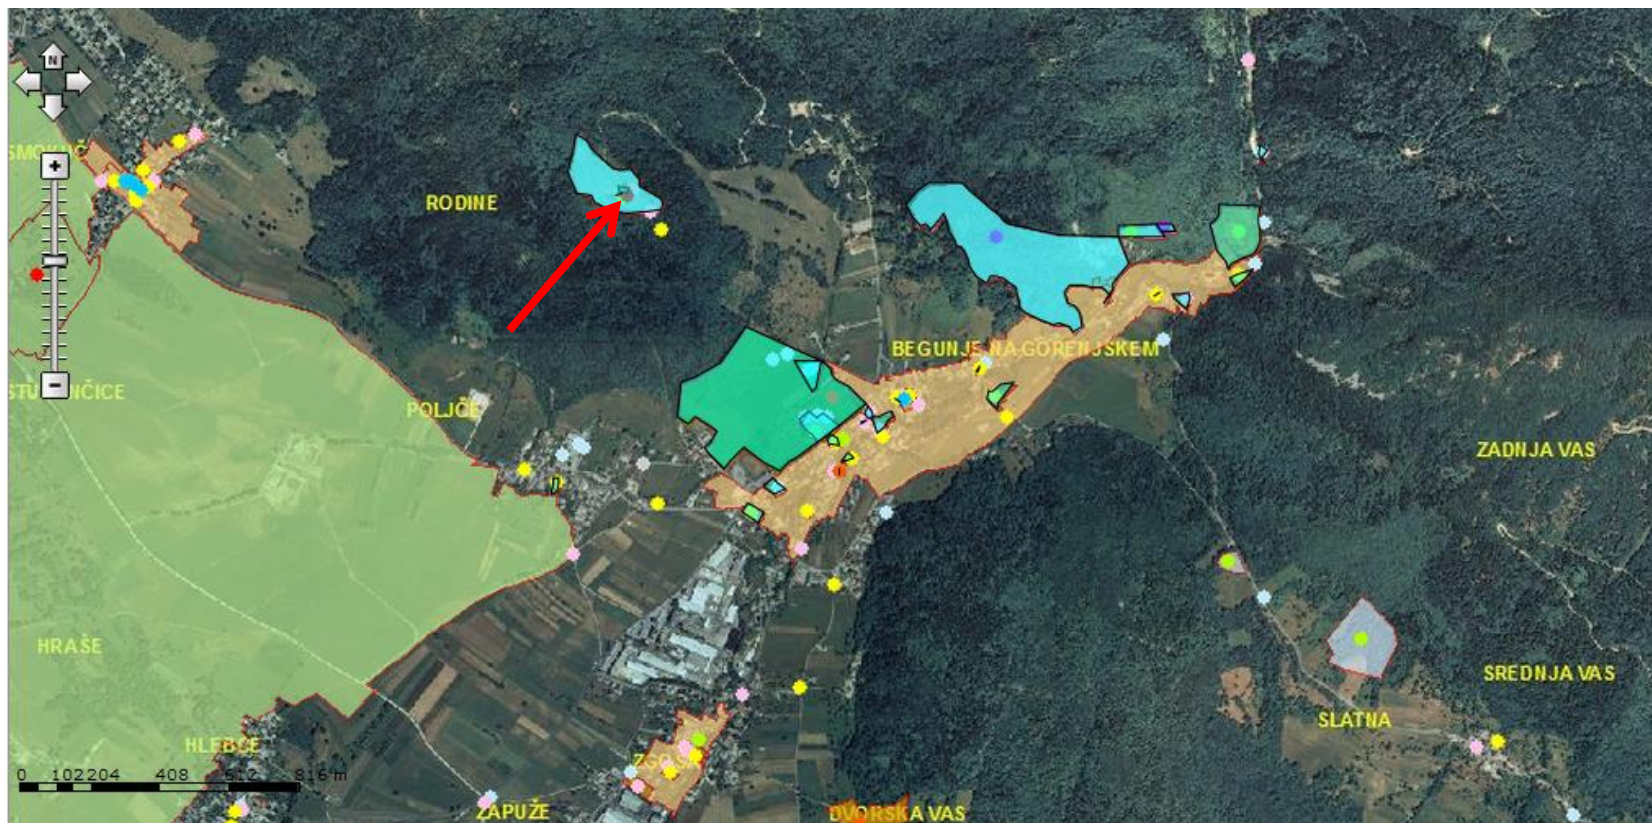 N
SMOKUČ
RODINE
+
-
BEGUNJE NA GORENJSKEM
POLJČE
ZADNJA VAS
HRAŠE
SREDNJA VAS
SLATNA
HLEBCE
ZGOŠA
0 102 204 408 612 816 m
ZAPUŽE
DVORSKA VAS